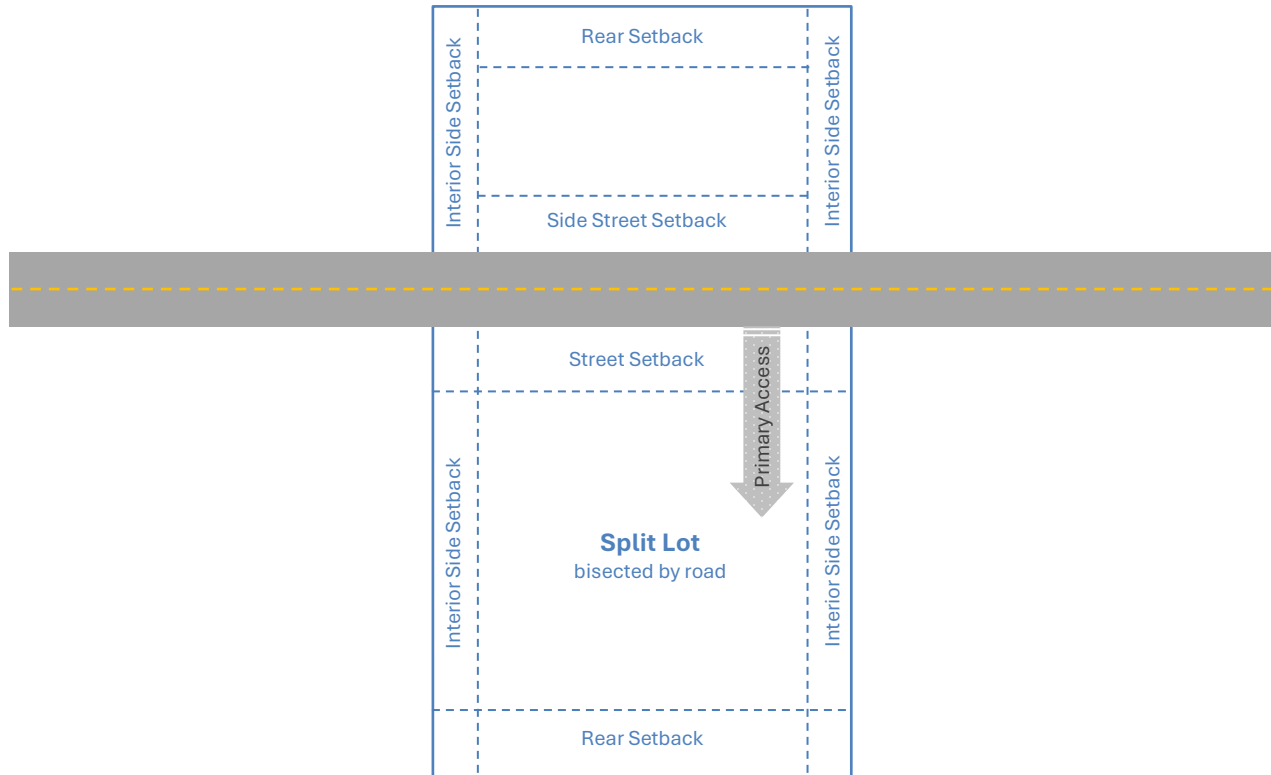 Rear Setback
Interior Side Setback
Interior Side Setback
Side Street Setback
Street Setback
Primary Access
Interior Side Setback
Interior Side Setback
Split Lot
bisected by road
Rear Setback